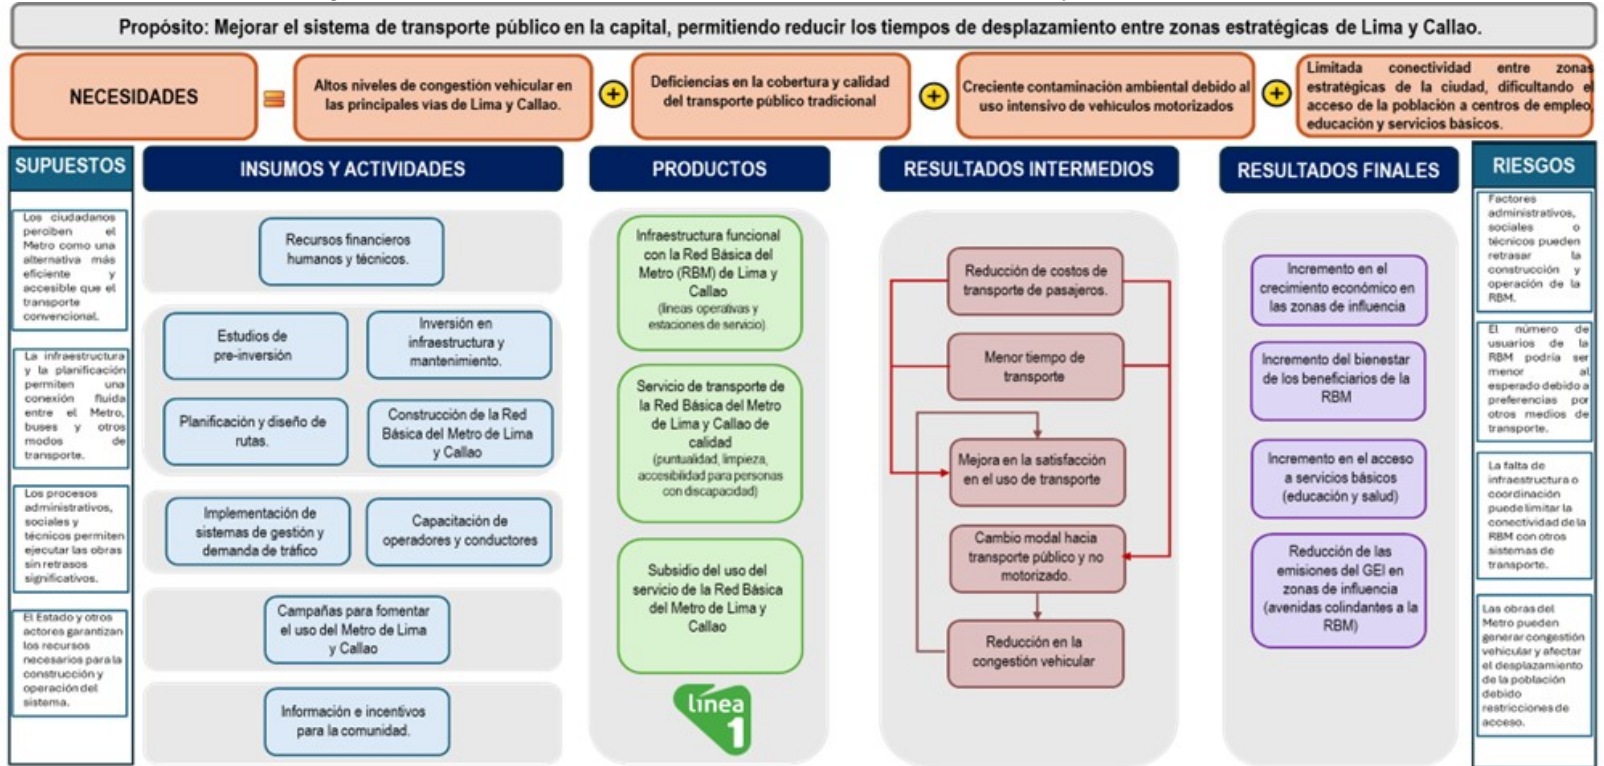 Propósito: Mejorar el sistema de transporte público en la capital, permitiendo reducir los tiempos de desplazamiento entre zonas estratégicas de Lima y Callao.
NECESIDADES
=
Altos niveles de congestión vehicular en
las principales vías de Lima y Callao.
+
Deficiencias en la cobertura y calidad
del transporte público tradicional
+
Creciente contaminación ambiental debido al
uso intensivo de vehículos motorizados
+
Limitada conectividad entre zonas
estratégicas de la ciudad, dificultando el
acceso de la población a centros de empleo,
educación y servicios básicos.
SUPUESTOS
Los ciudadanos
perciben el
Metro como una
alternativa más
eficiente y
accesible que el
transporte
convencional.
La infraestructura
y la planificación
permiten una
conexión fluida
entre el Metro,
buses y otros
modos de
transporte.
Los procesos
administrativos,
sociales y
técnicos permiten
ejecutar las obras
sin retrasos
significativos.
El Estado y otros
actores garantizan
los recursos
necesarios para la
construcción y
operación del
sistema.
INSUMOS Y ACTIVIDADES
Recursos financieros
humanos y técnicos.
Estudios de
pre-inversión
Inversión en
infraestructura y
mantenimiento.
Planificación y diseño de
rutas.
Construcción de la Red
Básica del Metro de Lima
y Callao
Implementación de
sistemas de gestión y
demanda de tráfico
Capacitación de
operadores y conductores
Campañas para fomentar
el uso del Metro de Lima
y Callao
Información e incentivos
para la comunidad.
PRODUCTOS
Infraestructura funcional
con la Red Básica del
Metro (RBM) de Lima y
Callao
(líneas operativas y
estaciones de servicio).
Servicio de transporte de
la Red Básica del Metro
de Lima y Callao de
calidad
(puntualidad, limpieza,
accesibilidad para personas
con discapacidad)
Subsidio del uso del
servicio de la Red Básica
del Metro de Lima y
Callao
línea
1
RESULTADOS INTERMEDIOS
Reducción de costos de
transporte de pasajeros.
Menor tiempo de
transporte
Mejora en la satisfacción
en el uso de transporte
Cambio modal hacia
transporte público y no
motorizado.
Reducción en la
congestión vehicular
RESULTADOS FINALES
Incremento en el
crecimiento económico en
las zonas de influencia
Incremento del bienestar
de los beneficiarios de la
RBM
Incremento en el acceso
a servicios básicos
(educación y salud)
Reducción de las
emisiones del GEI en
zonas de influencia
(avenidas colindantes a la
RBM)
RIESGOS
Factores
administrativos,
sociales o
técnicos pueden
retrasar la
construcción y
operación de la
RBM.
El número de
usuarios de la
RBM podría ser
menor al
esperado debido a
preferencias por
otros medios de
transporte.
La falta de
infraestructura o
coordinación
puede limitar la
conectividad de la
RBM con otros
sistemas de
transporte.
Las obras del
Metro pueden
generar congestión
vehicular y afectar
el desplazamiento
de la población
debido
restricciones de
acceso.